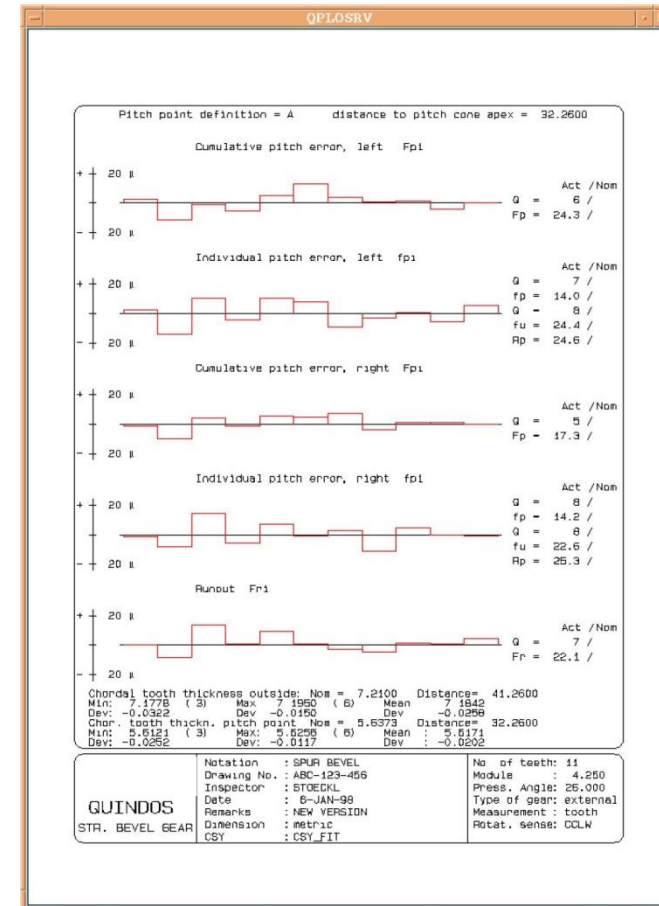 QPLOSRV
Pitch point definition = A distance to pitch cone apex = 32.2600
Cumulative pitch error, left Fpi
+ 20 µ
Act /Nom
Q = 6 /
Fp = 24.3 /
- 20 µ
Individual pitch error, left fpi
Act /Nom
+ 20 µ
Q = 7 /
fp = 14.0 /
Q = 8 /
fu = 24.4 /
- 20 µ
Rp = 24.6 /
Cumulative pitch error, right Fpi
+ 20 µ
Act /Nom
Q = 5 /
Fp = 17.3 /
- 20 µ
Individual pitch error, right fpi
Act /Nom
+ 20 µ
Q = 8 /
fp = 14.2 /
Q = 8 /
fu = 22.6 /
- 20 µ
Rp = 25.3 /
Runout Fri
+ 20 µ
Act /Nom
Q = 7 /
Fr = 22.1 /
- 20 µ
Chordal tooth thickness outside: Nom = 7.2100 Distance= 41.2600
Min: 7.1778 ( 3) Max 7 1950 ( 6) Mean 7 1842
Dev: -0.0322 Dev -0.0150 Dev -0.0258
Chor. tooth thickn. pitch point Nom = 5.6373 Distance= 32.2600
Min: 5.6121 ( 3) Max: 5.6256 ( 6) Mean : 5.6171
Dev: -0.0252 Dev: -0.0117 Dev : -0.0202
QUINDOS
STR. BEVEL GEAR
Notation : SPUR BEVEL
Drawing No. : ABC-123-456
Inspector : STOECKL
Date : 6-JAN-98
Remarks : NEW VERSION
Dimension : metric
CSY : CSY_FIT
No of teeth: 11
Module : 4.250
Press. Angle: 25.000
Type of gear: external
Measurement : tooth
Rotat. sense: CCLW